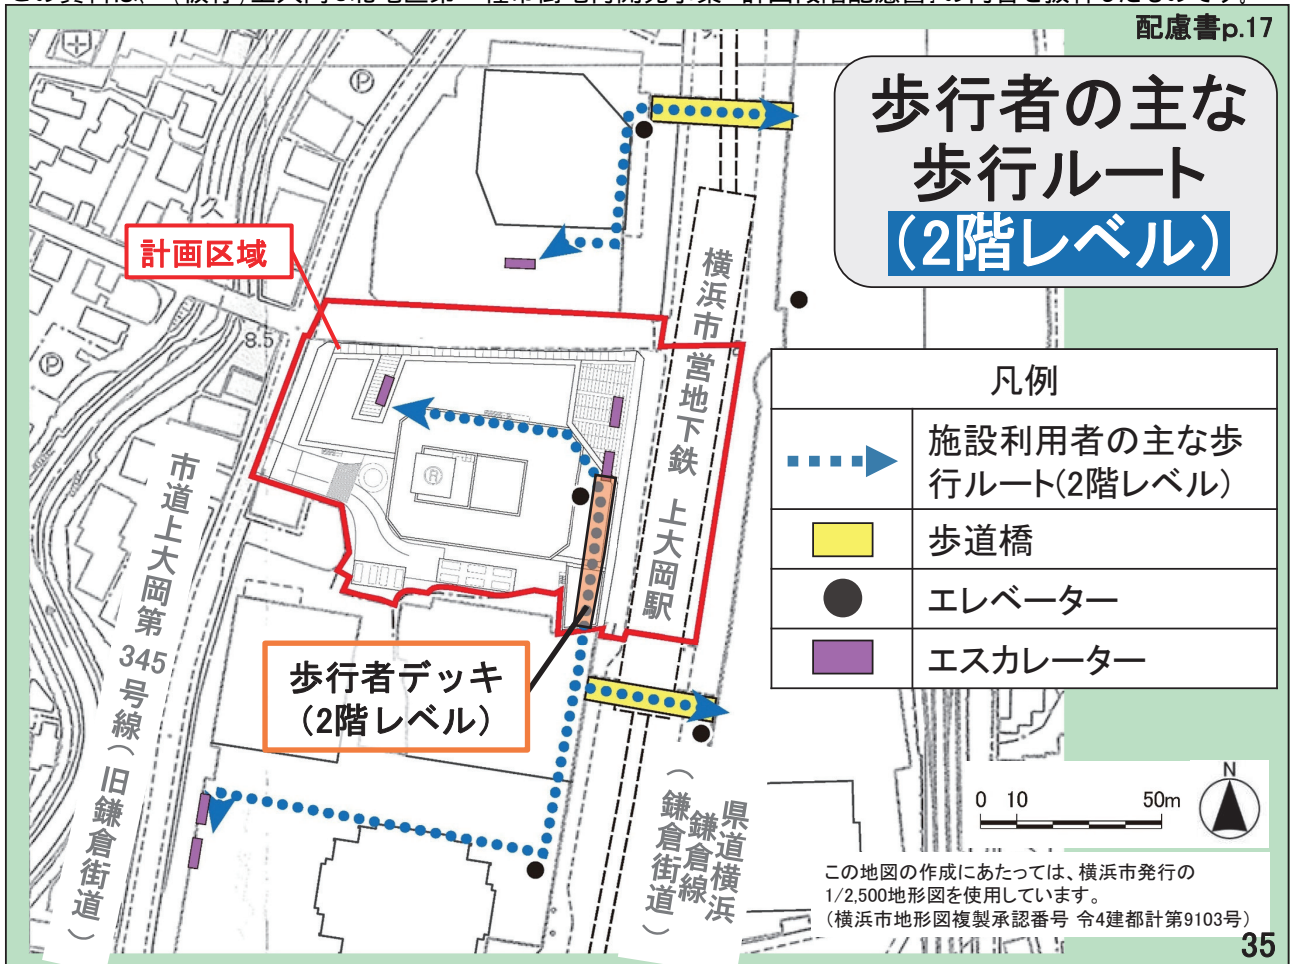 配慮書p.17
歩行者の主な
歩行ルート
(2階レベル)
計画区域
8.5
P
P
R
横浜市営地下鉄 上大岡駅
凡例
施設利用者の主な歩
行ルート(2階レベル)
歩道橋
エレベーター
エスカレーター
歩行者デッキ
(2階レベル)
市道上大岡第345号線(旧鎌倉街道)
県道横浜
鎌倉線
(鎌倉街道)
0 10 50m
N
この地図の作成にあたっては、横浜市発行の
1/2,500地形図を使用しています。
(横浜市地形図複製承認番号 令4建都計第9103号)
35